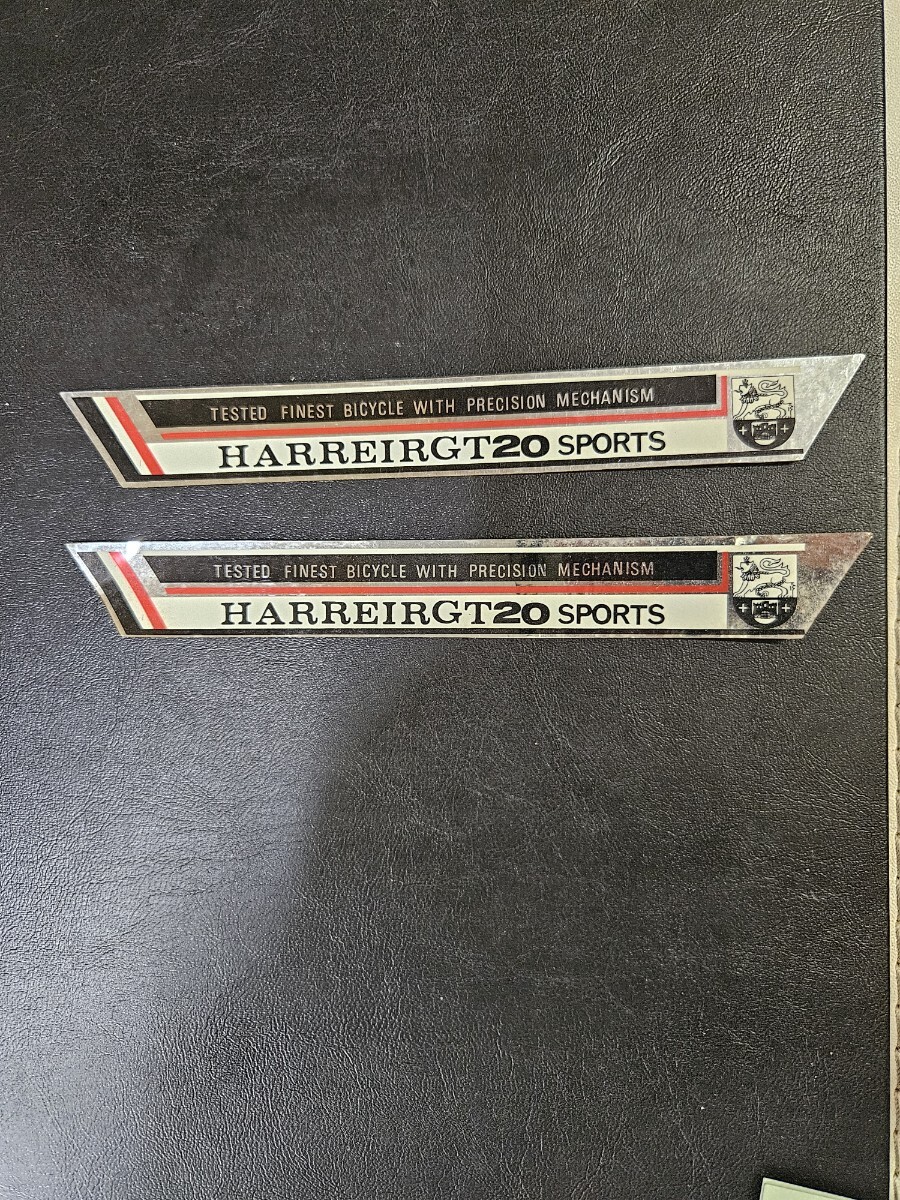 TESTED FINEST BICYCLE WITH PRECISION MECHANISM
HARREIRGT20 SPORTS
TESTED FINEST BICYCLE WITH PRECISION MECHANISM
HARREIRGT20 SPORTS